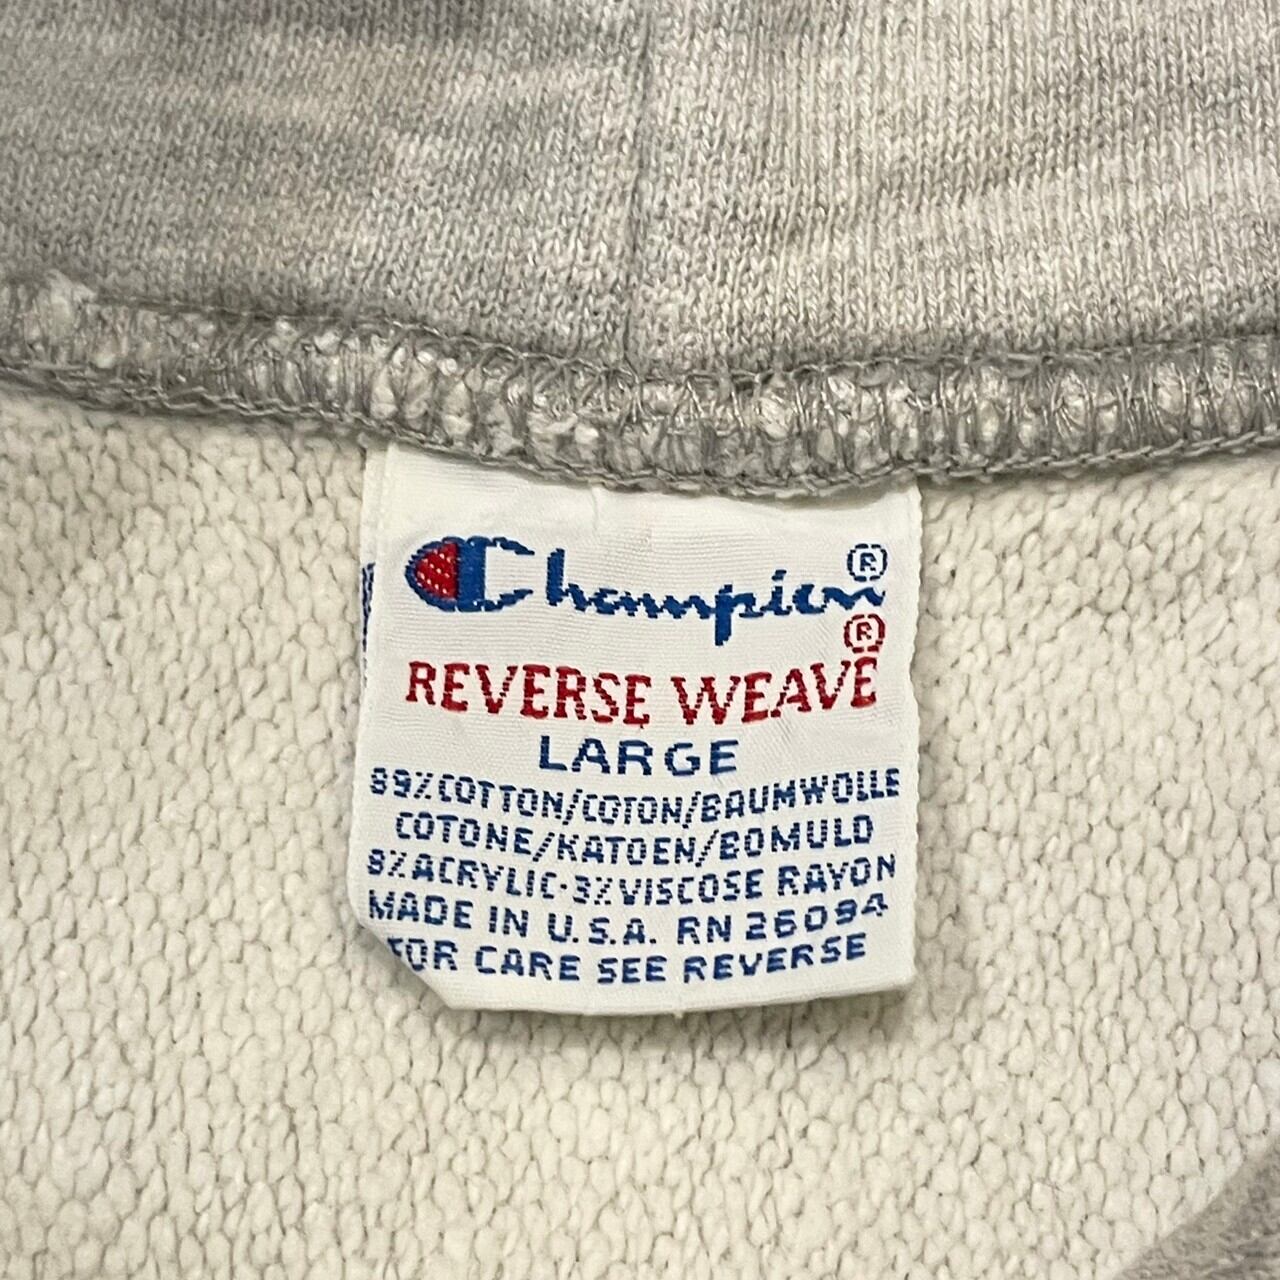 Champion®
®
REVERSE WEAVE
LARGE
89% COTTON/COTON/BAUMWOLLE
COTONE/KATOEN/BOMULD
8% ACRYLIC·3% VISCOSE RAYON
MADE IN U.S.A. RN 26094
FOR CARE SEE REVERSE